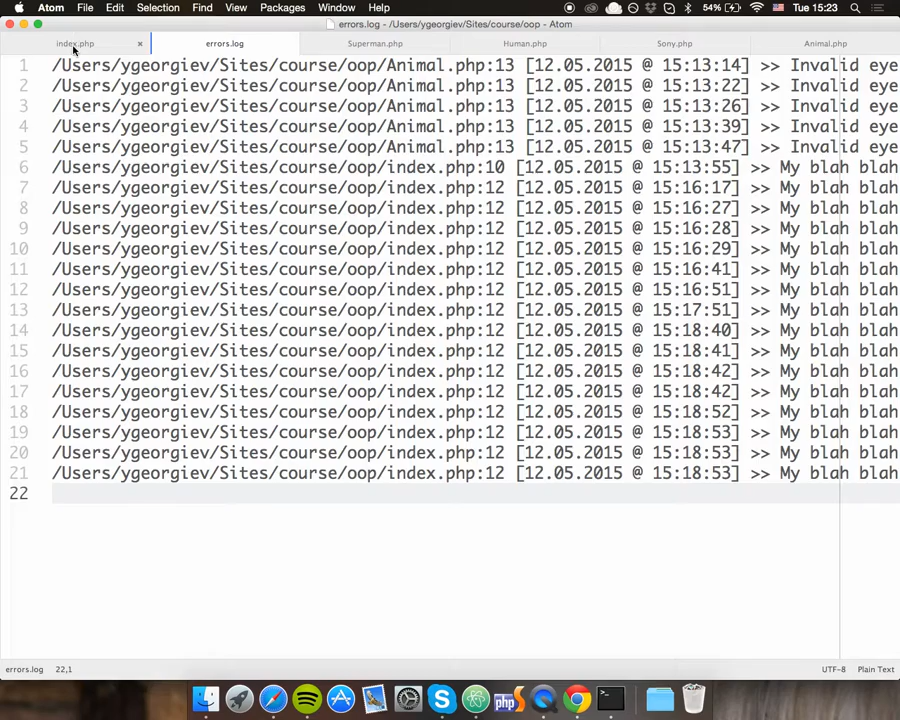 Atom File Edit Selection Find View Packages Window Help 54% Tue 15:23
errors.log - /Users/ygeorgiev/Sites/course/oop - Atom
index.php errors.log Superman.php Human.php Sony.php Animal.php
1 /Users/ygeorgiev/Sites/course/oop/Animal.php:13 [12.05.2015 @ 15:13:14] >> Invalid eye
2 /Users/ygeorgiev/Sites/course/oop/Animal.php:13 [12.05.2015 @ 15:13:22] >> Invalid eye
3 /Users/ygeorgiev/Sites/course/oop/Animal.php:13 [12.05.2015 @ 15:13:26] >> Invalid eye
4 /Users/ygeorgiev/Sites/course/oop/Animal.php:13 [12.05.2015 @ 15:13:39] >> Invalid eye
5 /Users/ygeorgiev/Sites/course/oop/Animal.php:13 [12.05.2015 @ 15:13:47] >> Invalid eye
6 /Users/ygeorgiev/Sites/course/oop/index.php:10 [12.05.2015 @ 15:13:55] >> My blah blah
7 /Users/ygeorgiev/Sites/course/oop/index.php:12 [12.05.2015 @ 15:16:17] >> My blah blah
8 /Users/ygeorgiev/Sites/course/oop/index.php:12 [12.05.2015 @ 15:16:27] >> My blah blah
9 /Users/ygeorgiev/Sites/course/oop/index.php:12 [12.05.2015 @ 15:16:28] >> My blah blah
10 /Users/ygeorgiev/Sites/course/oop/index.php:12 [12.05.2015 @ 15:16:29] >> My blah blah
11 /Users/ygeorgiev/Sites/course/oop/index.php:12 [12.05.2015 @ 15:16:41] >> My blah blah
12 /Users/ygeorgiev/Sites/course/oop/index.php:12 [12.05.2015 @ 15:16:51] >> My blah blah
13 /Users/ygeorgiev/Sites/course/oop/index.php:12 [12.05.2015 @ 15:17:51] >> My blah blah
14 /Users/ygeorgiev/Sites/course/oop/index.php:12 [12.05.2015 @ 15:18:40] >> My blah blah
15 /Users/ygeorgiev/Sites/course/oop/index.php:12 [12.05.2015 @ 15:18:41] >> My blah blah
16 /Users/ygeorgiev/Sites/course/oop/index.php:12 [12.05.2015 @ 15:18:42] >> My blah blah
17 /Users/ygeorgiev/Sites/course/oop/index.php:12 [12.05.2015 @ 15:18:42] >> My blah blah
18 /Users/ygeorgiev/Sites/course/oop/index.php:12 [12.05.2015 @ 15:18:52] >> My blah blah
19 /Users/ygeorgiev/Sites/course/oop/index.php:12 [12.05.2015 @ 15:18:53] >> My blah blah
20 /Users/ygeorgiev/Sites/course/oop/index.php:12 [12.05.2015 @ 15:18:53] >> My blah blah
21 /Users/ygeorgiev/Sites/course/oop/index.php:12 [12.05.2015 @ 15:18:53] >> My blah blah
22
errors.log 22,1 UTF-8 Plain Text
php